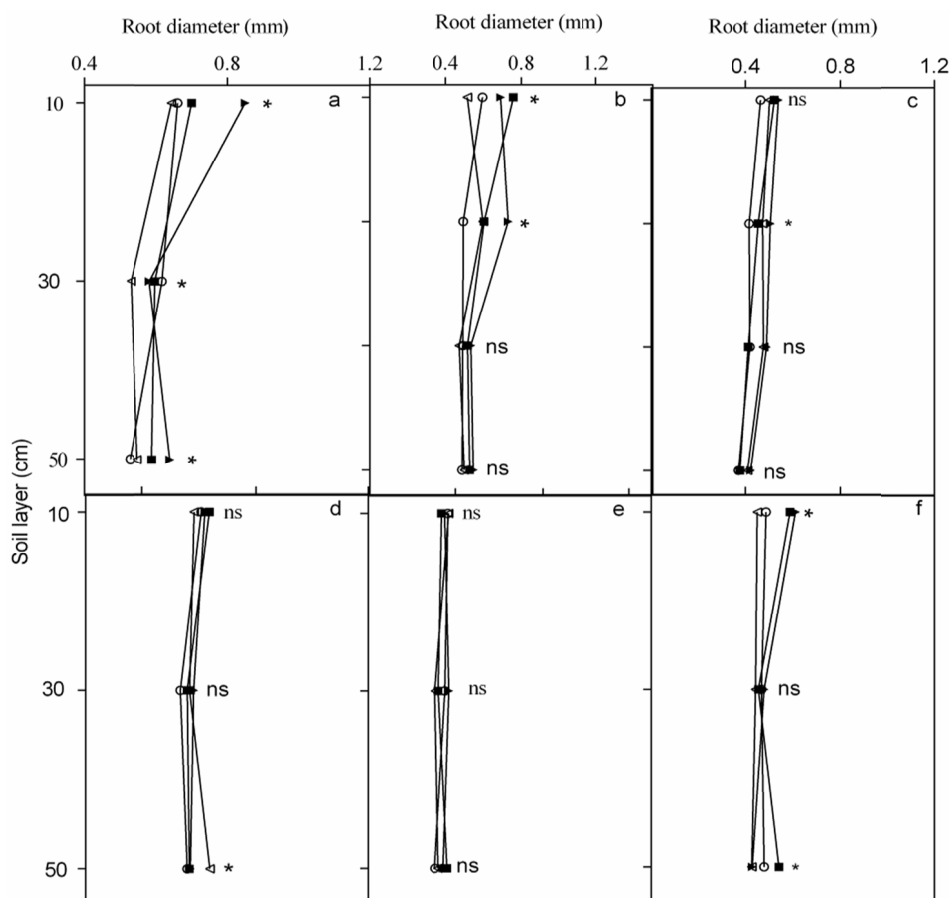 Root diameter (mm) Root diameter (mm) Root diameter (mm)
0.4 0.8 1.2 0.4 0.8 1.2 0.4 0.8 1.2
10 * a * b ns c
* *
30 * ns ns
50 * ns ns
Soil layer (cm)
10 ns d ns e * f
30 ns ns ns
50 * ns *